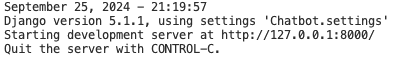 September 25, 2024 - 21:19:57
Django version 5.1.1, using settings 'Chatbot.settings'
Starting development server at http://127.0.0.1:8000/
Quit the server with CONTROL-C.